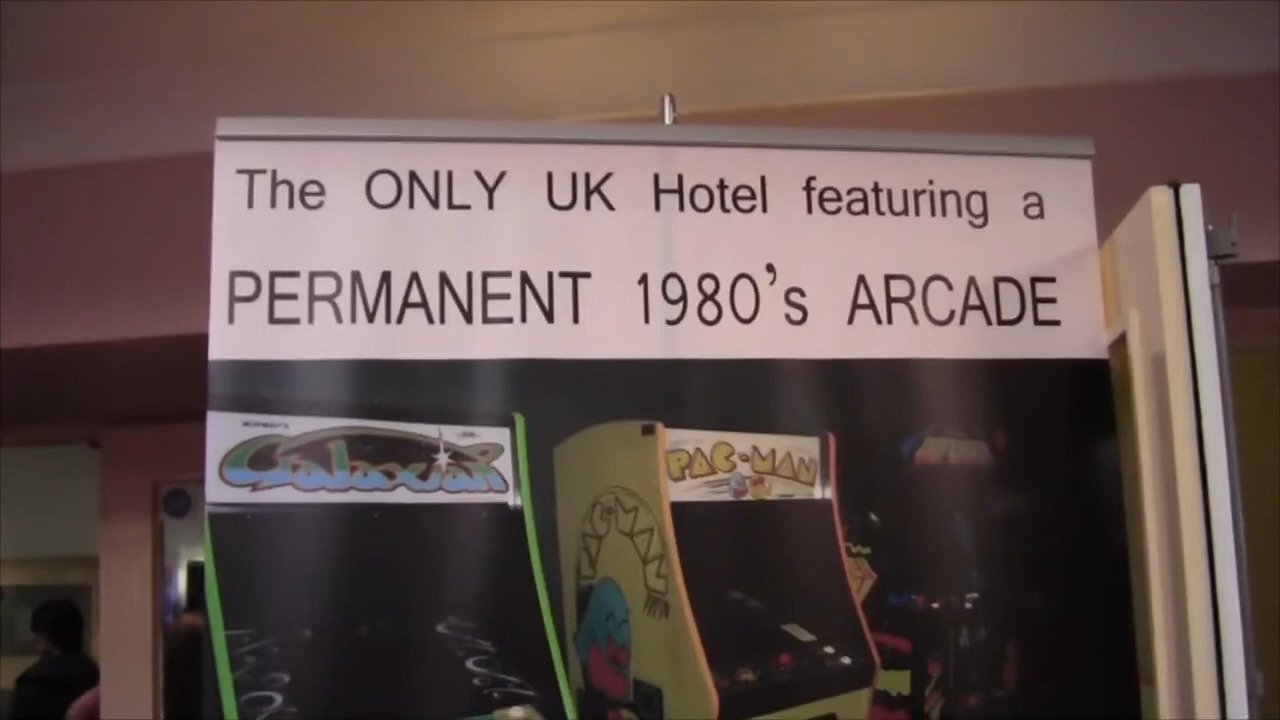 The ONLY UK Hotel featuring a
PERMANENT 1980's ARCADE
Galaxian
PAC-MAN
PAC-MAN